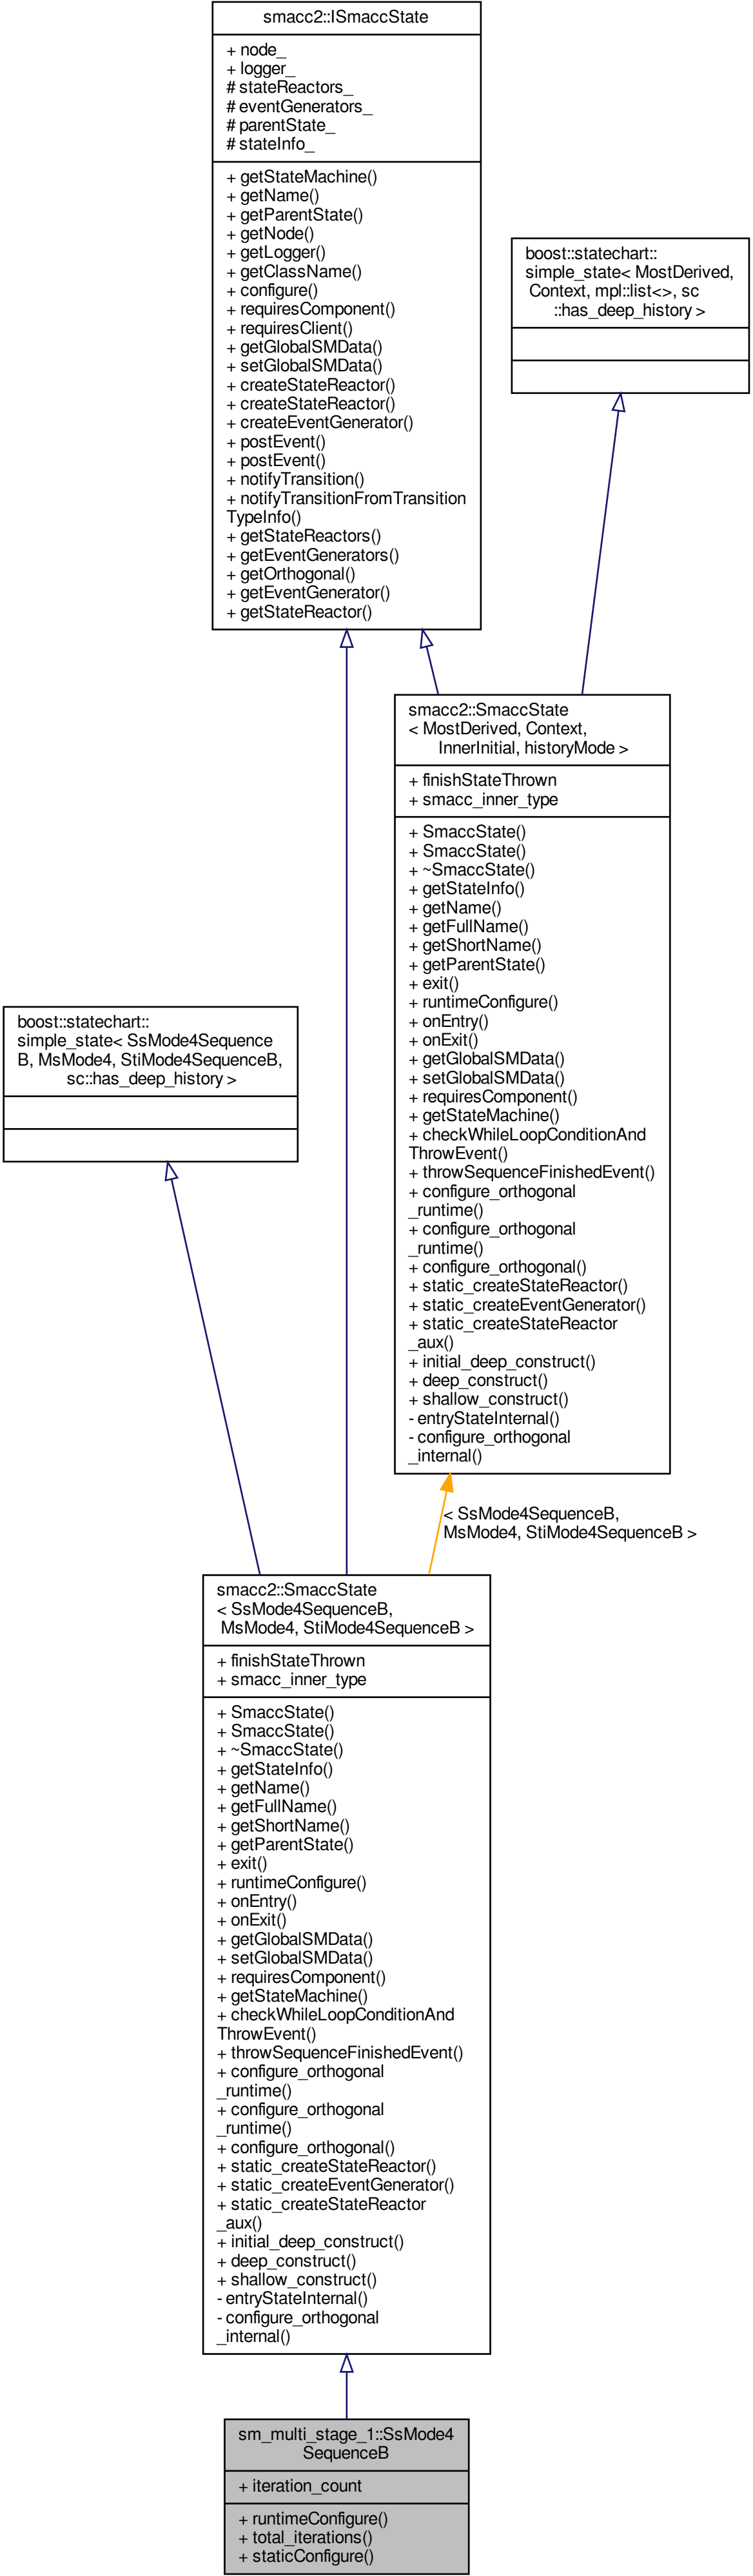 smacc2::ISmaccState
+ node_
+ logger_
# stateReactors_
# eventGenerators_
# parentState_
# stateInfo_
+ getStateMachine()
+ getName()
+ getParentState()
+ getNode()
+ getLogger()
+ getClassName()
+ configure()
+ requiresComponent()
+ requiresClient()
+ getGlobalSMData()
+ setGlobalSMData()
+ createStateReactor()
+ createStateReactor()
+ createEventGenerator()
+ postEvent()
+ postEvent()
+ notifyTransition()
+ notifyTransitionFromTransition
TypeInfo()
+ getStateReactors()
+ getEventGenerators()
+ getOrthogonal()
+ getEventGenerator()
+ getStateReactor()
boost::statechart::
simple_state< MostDerived,
Context, mpl::list<>, sc
::has_deep_history >
smacc2::SmaccState
< MostDerived, Context,
InnerInitial, historyMode >
+ finishStateThrown
+ smacc_inner_type
+ SmaccState()
+ SmaccState()
+ ~SmaccState()
+ getStateInfo()
+ getName()
+ getFullName()
+ getShortName()
+ getParentState()
+ exit()
+ runtimeConfigure()
+ onEntry()
+ onExit()
+ getGlobalSMData()
+ setGlobalSMData()
+ requiresComponent()
+ getStateMachine()
+ checkWhileLoopConditionAnd
ThrowEvent()
+ throwSequenceFinishedEvent()
+ configure_orthogonal
_runtime()
+ configure_orthogonal
_runtime()
+ configure_orthogonal()
+ static_createStateReactor()
+ static_createEventGenerator()
+ static_createStateReactor
_aux()
+ initial_deep_construct()
+ deep_construct()
+ shallow_construct()
- entryStateInternal()
- configure_orthogonal
_internal()
boost::statechart::
simple_state< SsMode4Sequence
B, MsMode4, StiMode4SequenceB,
sc::has_deep_history >
< SsMode4SequenceB,
MsMode4, StiMode4SequenceB >
smacc2::SmaccState
< SsMode4SequenceB,
MsMode4, StiMode4SequenceB >
+ finishStateThrown
+ smacc_inner_type
+ SmaccState()
+ SmaccState()
+ ~SmaccState()
+ getStateInfo()
+ getName()
+ getFullName()
+ getShortName()
+ getParentState()
+ exit()
+ runtimeConfigure()
+ onEntry()
+ onExit()
+ getGlobalSMData()
+ setGlobalSMData()
+ requiresComponent()
+ getStateMachine()
+ checkWhileLoopConditionAnd
ThrowEvent()
+ throwSequenceFinishedEvent()
+ configure_orthogonal
_runtime()
+ configure_orthogonal
_runtime()
+ configure_orthogonal()
+ static_createStateReactor()
+ static_createEventGenerator()
+ static_createStateReactor
_aux()
+ initial_deep_construct()
+ deep_construct()
+ shallow_construct()
- entryStateInternal()
- configure_orthogonal
_internal()
sm_multi_stage_1::SsMode4
SequenceB
+ iteration_count
+ runtimeConfigure()
+ total_iterations()
+ staticConfigure()